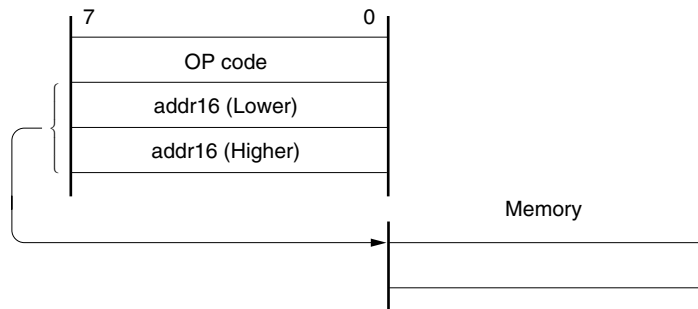 7 0
OP code
addr16 (Lower)
addr16 (Higher)
Memory